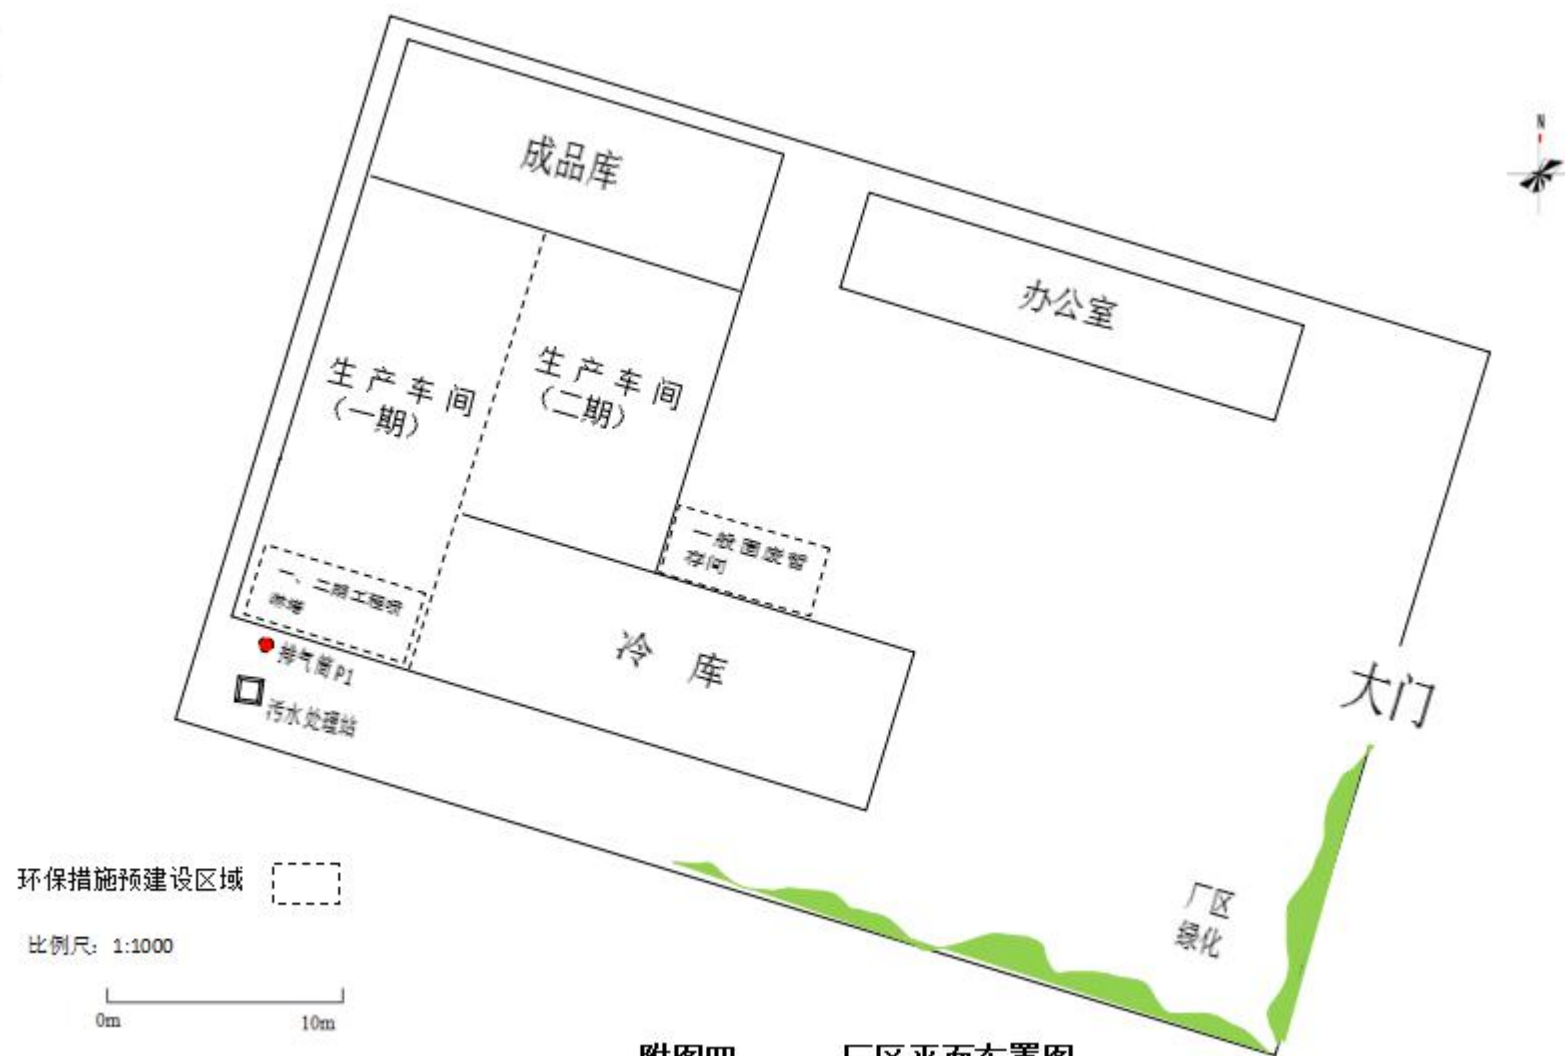 N
成品库
办公室
生产车间
（一期）
生产车间
（二期）
一般固废暂
存间
一、二期工程喷
淋塔
排气筒P1
污水处理站
冷 库
大门
厂区
绿化
环保措施预建设区域
比例尺：1:1000
0m
10m
附图四 厂区平面布置图